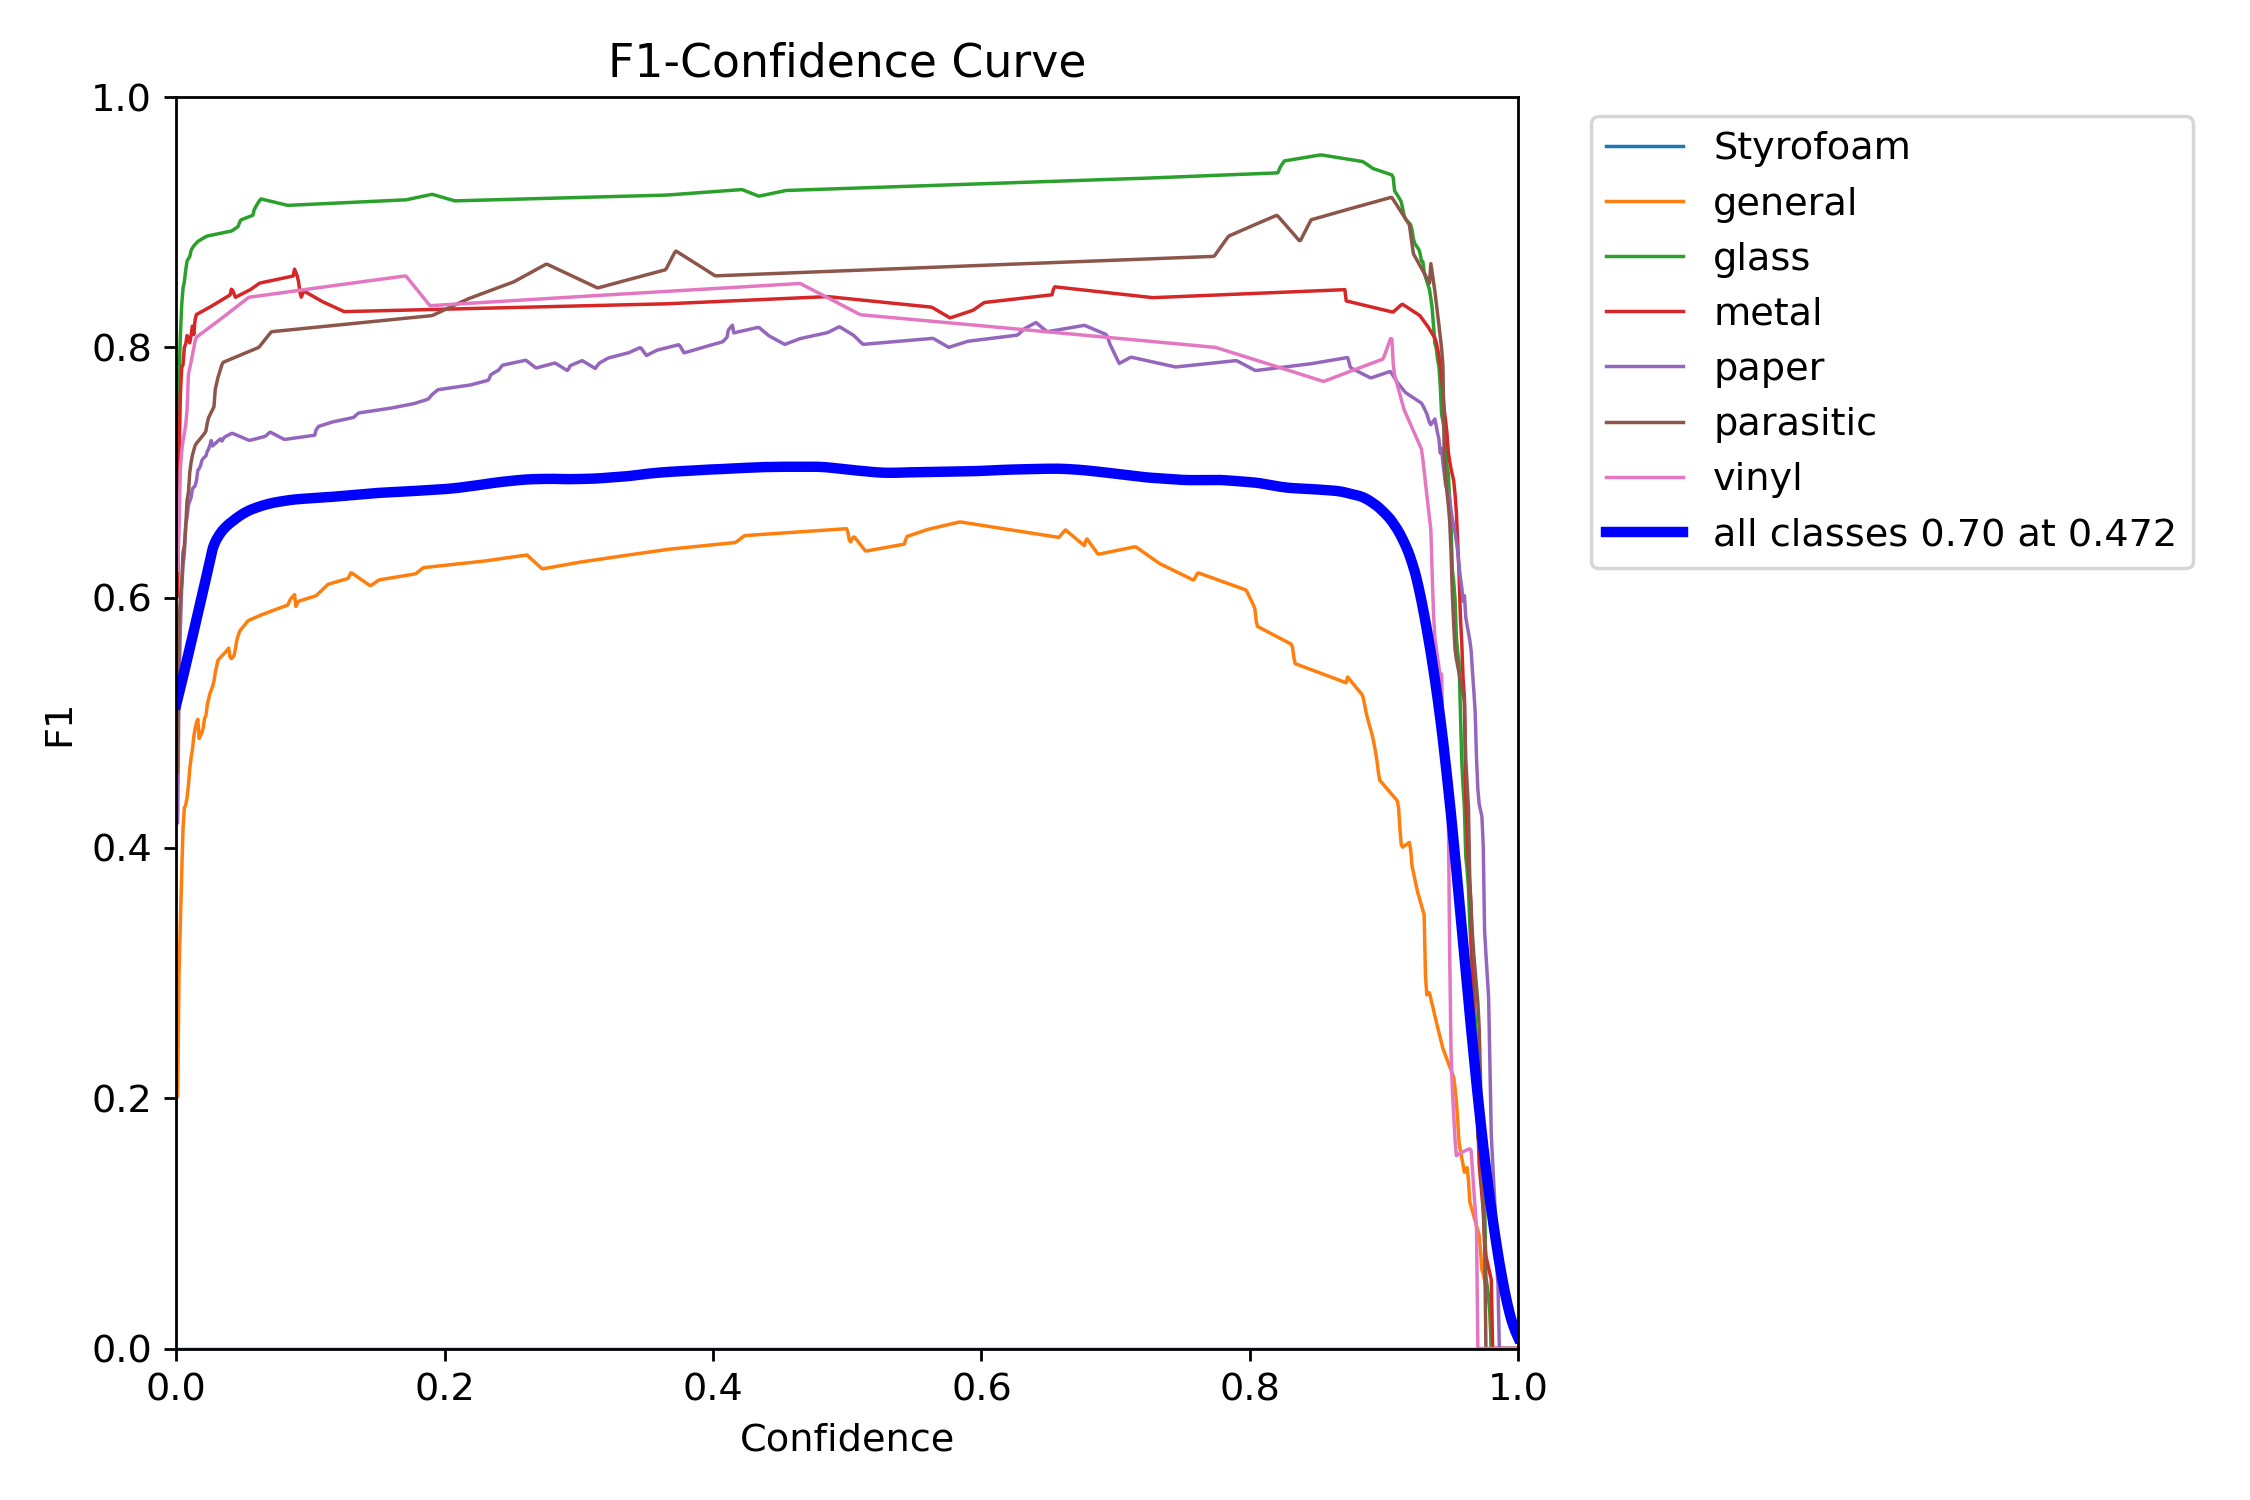 F1-Confidence Curve
1.0
0.8
0.6
0.4
0.2
0.0
F1
0.0 0.2 0.4 0.6 0.8 1.0
Confidence
Styrofoam
general
glass
metal
paper
parasitic
vinyl
all classes 0.70 at 0.472